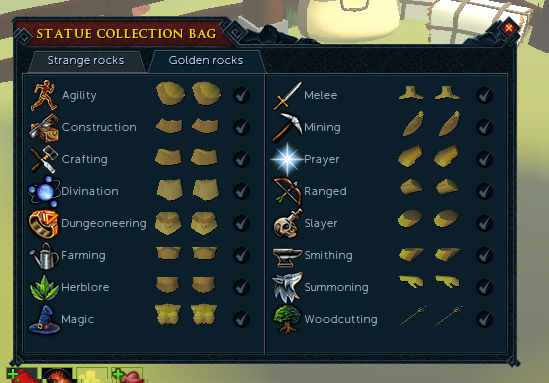 STATUE COLLECTION BAG
Strange rocks
Golden rocks
Agility
Construction
Crafting
Divination
Dungeoneering
Farming
Herblore
Magic
Melee
Mining
Prayer
Ranged
Slayer
Smithing
Summoning
Woodcutting